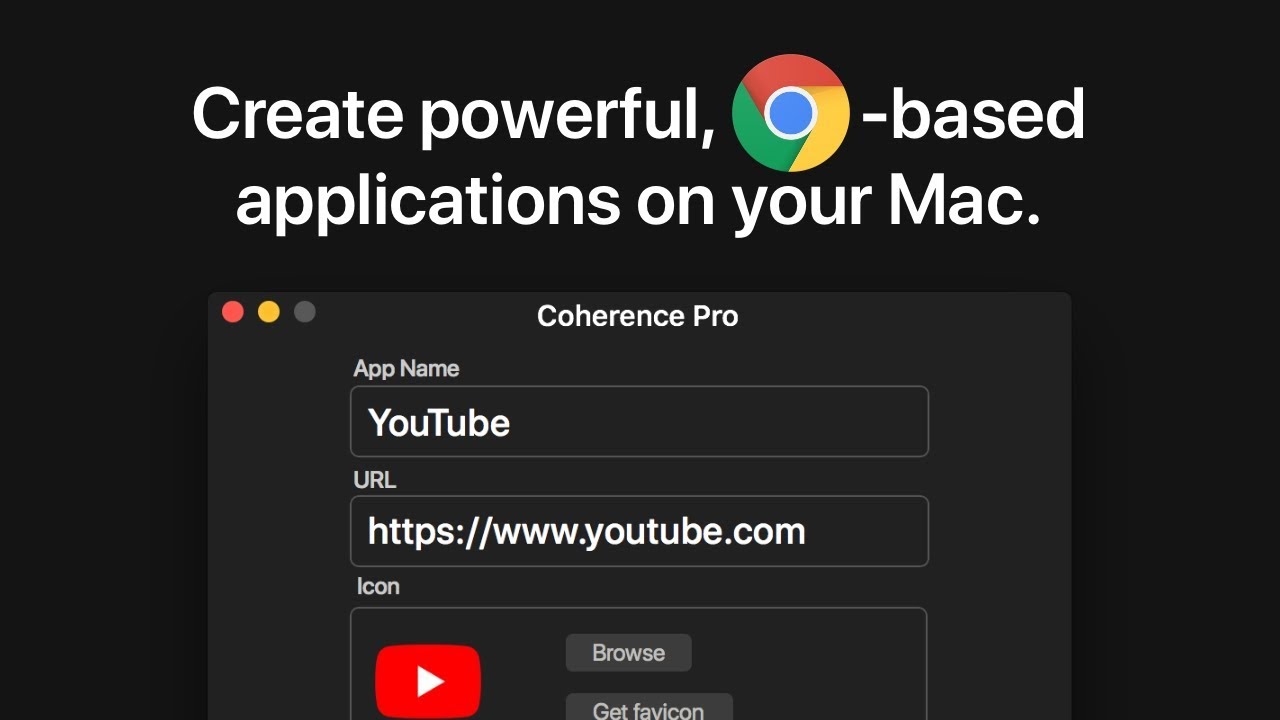 Create powerful, -based
applications on your Mac.
Coherence Pro
App Name
YouTube
URL
https://www.youtube.com
Icon
Browse
Get favicon